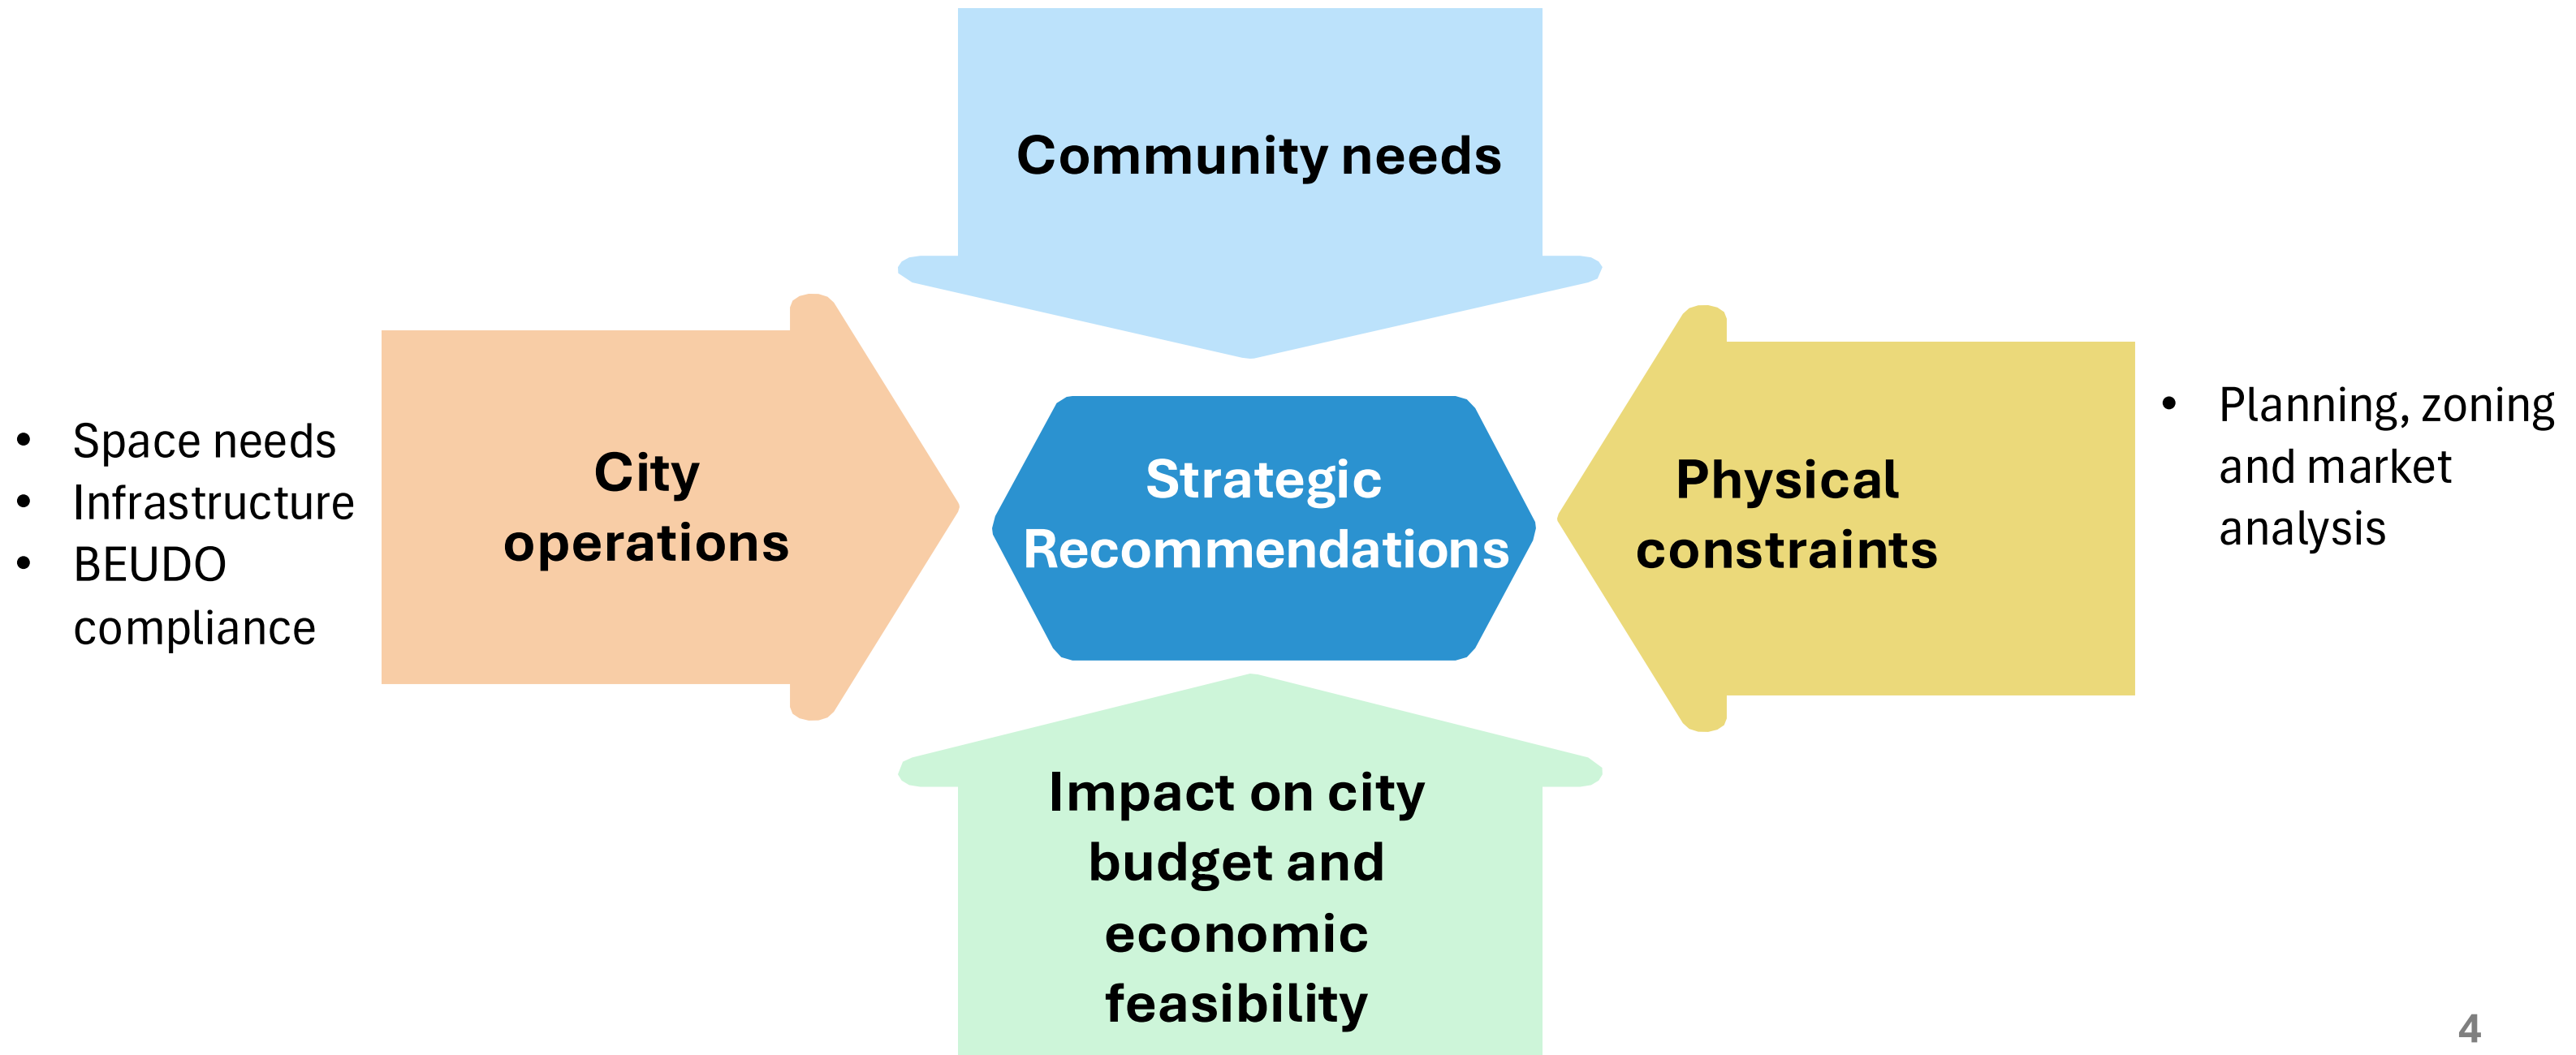 Community needs
• Space needs
• Infrastructure
• BEUDO
compliance
City
operations
Strategic
Recommendations
Physical
constraints
• Planning, zoning
and market
analysis
Impact on city
budget and
economic
feasibility
4